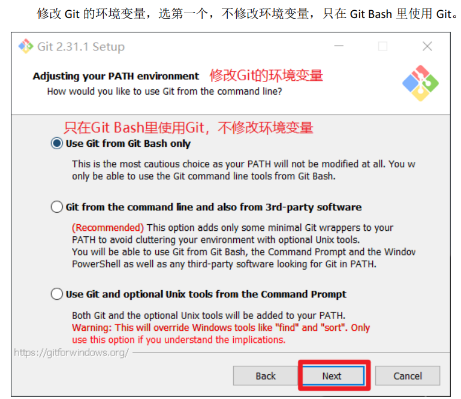 修改 Git 的环境变量，选第一个，不修改环境变量，只在 Git Bash 里使用 Git。
Git 2.31.1 Setup
Adjusting your PATH environment 修改Git的环境变量
How would you like to use Git from the command line?
只在Git Bash里使用Git，不修改环境变量
Use Git from Git Bash only
This is the most cautious choice as your PATH will not be modified at all. You w
only be able to use the Git command line tools from Git Bash.
Git from the command line and also from 3rd-party software
(Recommended) This option adds only some minimal Git wrappers to your
PATH to avoid cluttering your environment with optional Unix tools.
You will be able to use Git from Git Bash, the Command Prompt and the Window
PowerShell as well as any third-party software looking for Git in PATH.
Use Git and optional Unix tools from the Command Prompt
Both Git and the optional Unix tools will be added to your PATH.
Warning: This will override Windows tools like "find" and "sort". Only
use this option if you understand the implications.
https://gitforwindows.org/
Back Next Cancel